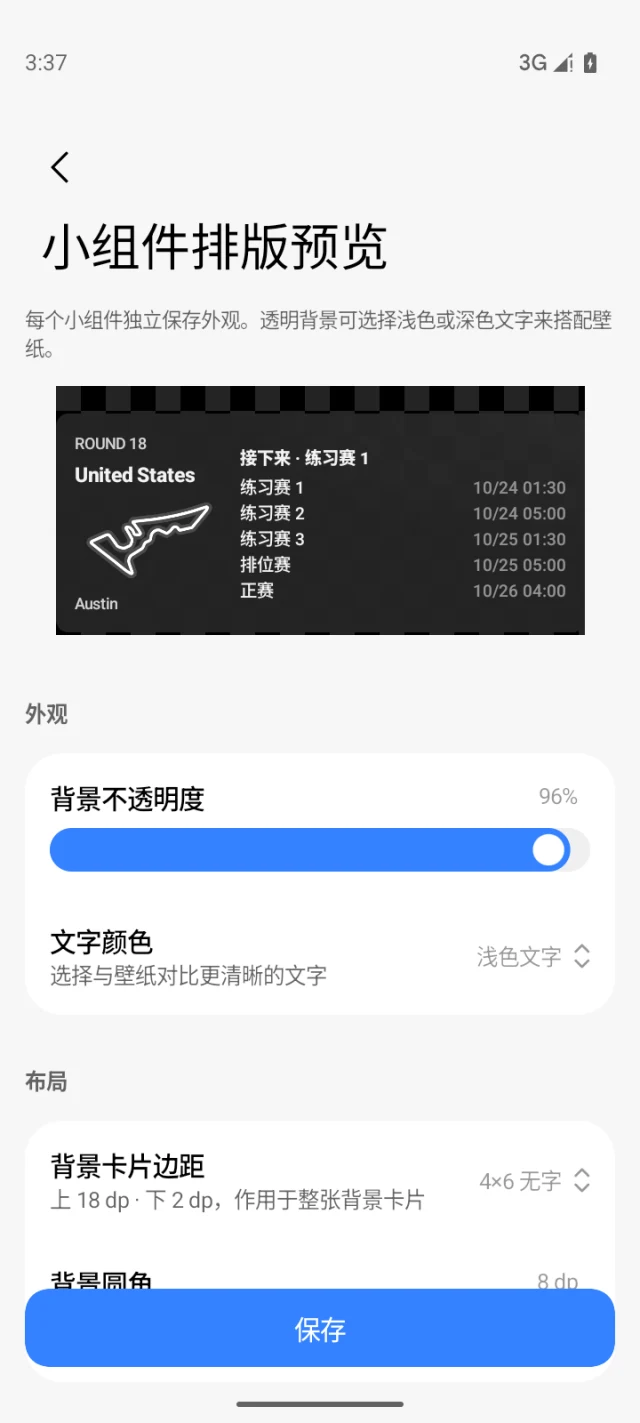 3:37
3G
小组件排版预览
每个小组件独立保存外观。透明背景可选择浅色或深色文字来搭配壁
纸。
ROUND 18
United States
Austin
接下来 · 练习赛 1
练习赛 1 10/24 01:30
练习赛 2 10/24 05:00
练习赛 3 10/25 01:30
排位赛 10/25 05:00
正赛 10/26 04:00
外观
背景不透明度 96%
文字颜色 浅色文字
选择与壁纸对比更清晰的文字
布局
背景卡片边距 4×6 无字
上 18 dp · 下 2 dp，作用于整张背景卡片
背景圆角 8 dp
保存